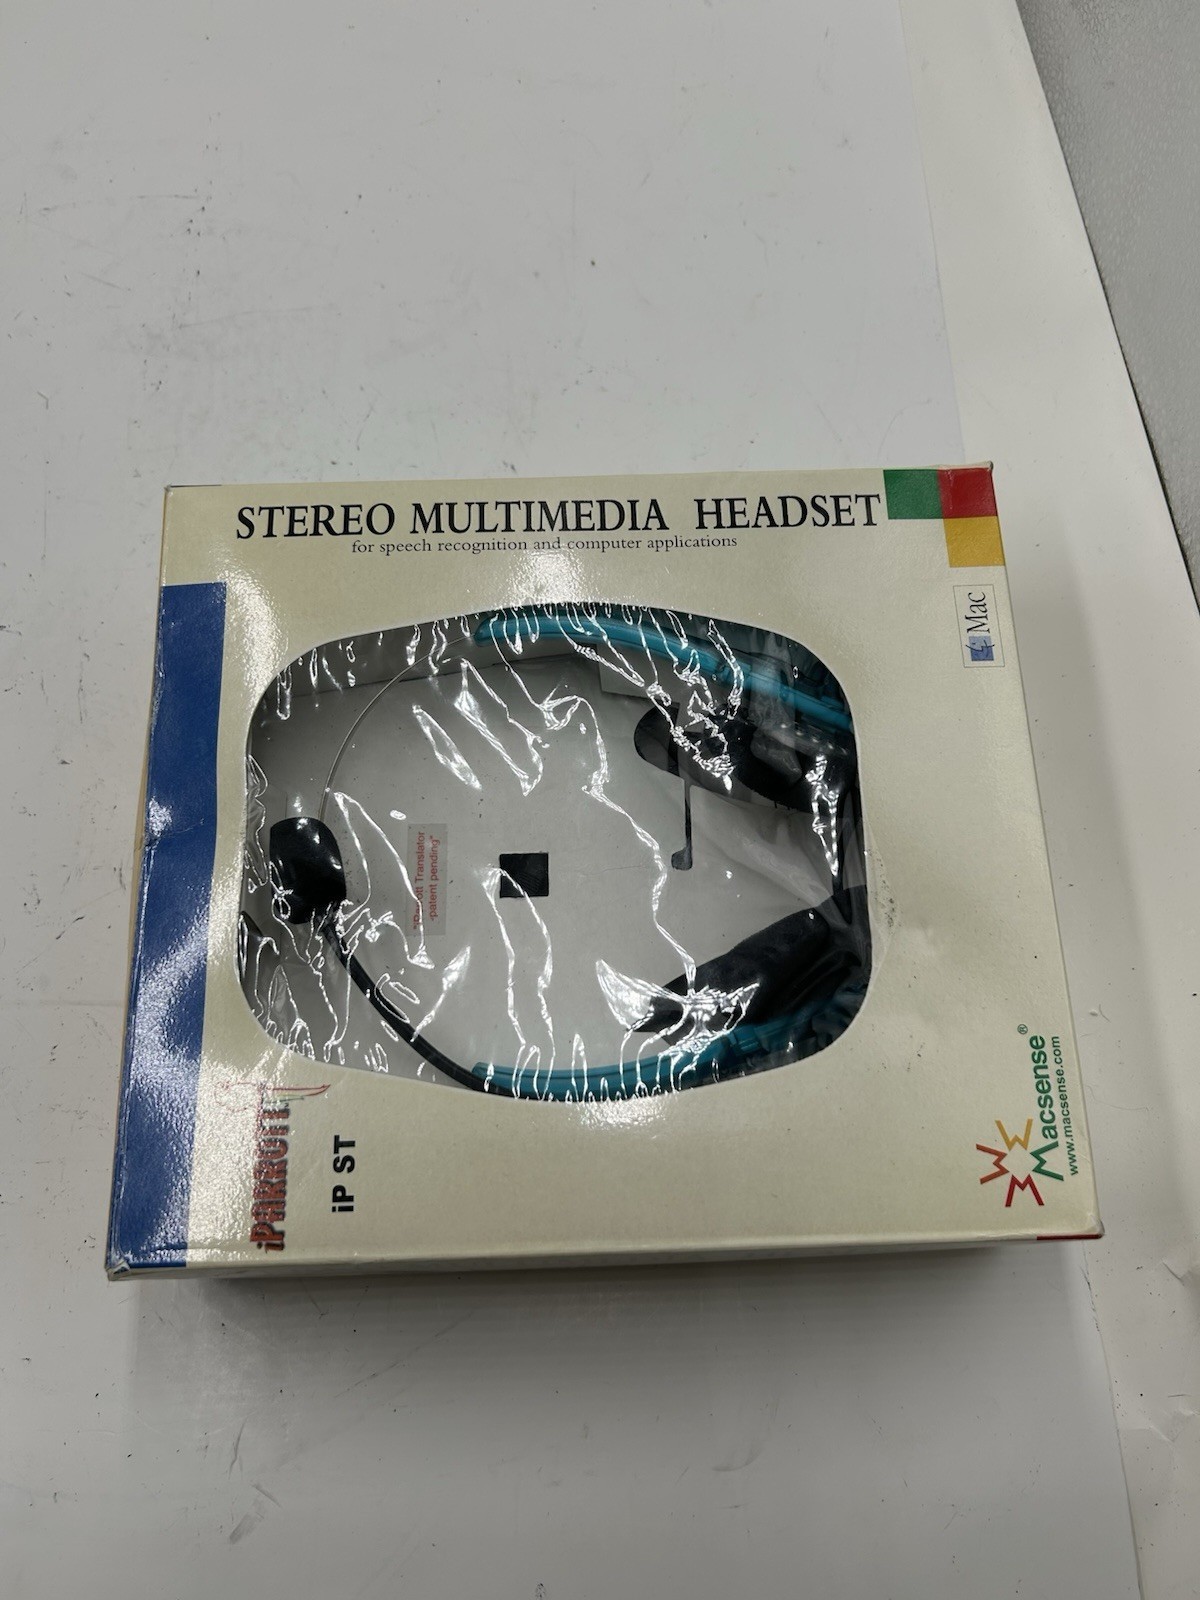 STEREO MULTIMEDIA HEADSET
for speech recognition and computer applications
4 Mac
Translator
"patent pending"
iPARROTT
iP ST
Macsense®
www.macsense.com